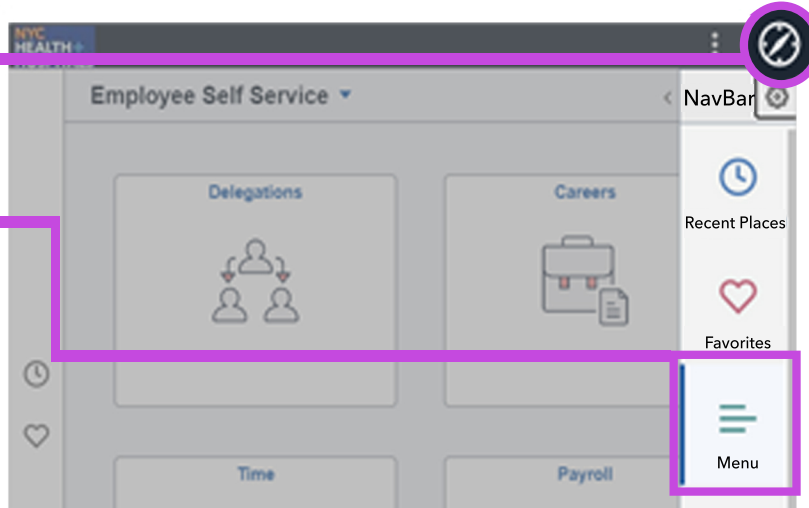 NYC
HEALTH+
Employee Self Service
NavBar
Delegations
Careers
Recent Places
Favorites
Menu
Time
Payroll